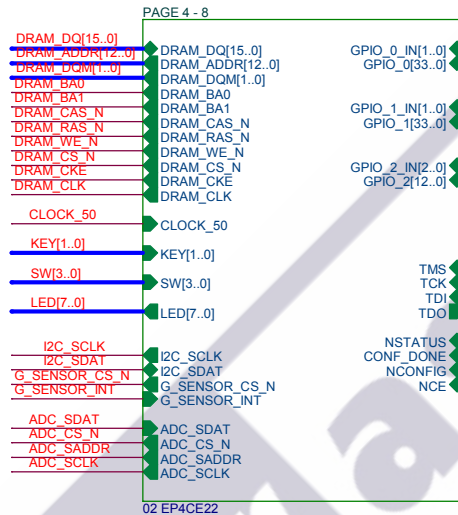 PAGE 4 - 8
DRAM_DQ[15..0]
DRAM_ADDR[12..0]
DRAM_DQM[1..0]
DRAM_BA0
DRAM_BA1
DRAM_CAS_N
DRAM_RAS_N
DRAM_WE_N
DRAM_CS_N
DRAM_CKE
DRAM_CLK
CLOCK_50
KEY[1..0]
SW[3..0]
LED[7..0]
I2C_SCLK
I2C_SDAT
G_SENSOR_CS_N
G_SENSOR_INT
ADC_SDAT
ADC_CS_N
ADC_SADDR
ADC_SCLK
DRAM_DQ[15..0]
DRAM_ADDR[12..0]
DRAM_DQM[1..0]
DRAM_BA0
DRAM_BA1
DRAM_CAS_N
DRAM_RAS_N
DRAM_WE_N
DRAM_CS_N
DRAM_CKE
DRAM_CLK
CLOCK_50
KEY[1..0]
SW[3..0]
LED[7..0]
I2C_SCLK
I2C_SDAT
G_SENSOR_CS_N
G_SENSOR_INT
ADC_SDAT
ADC_CS_N
ADC_SADDR
ADC_SCLK
GPIO_0_IN[1..0]
GPIO_0[33..0]
GPIO_1_IN[1..0]
GPIO_1[33..0]
GPIO_2_IN[2..0]
GPIO_2[12..0]
TMS
TCK
TDI
TDO
NSTATUS
CONF_DONE
NCONFIG
NCE
02 EP4CE22